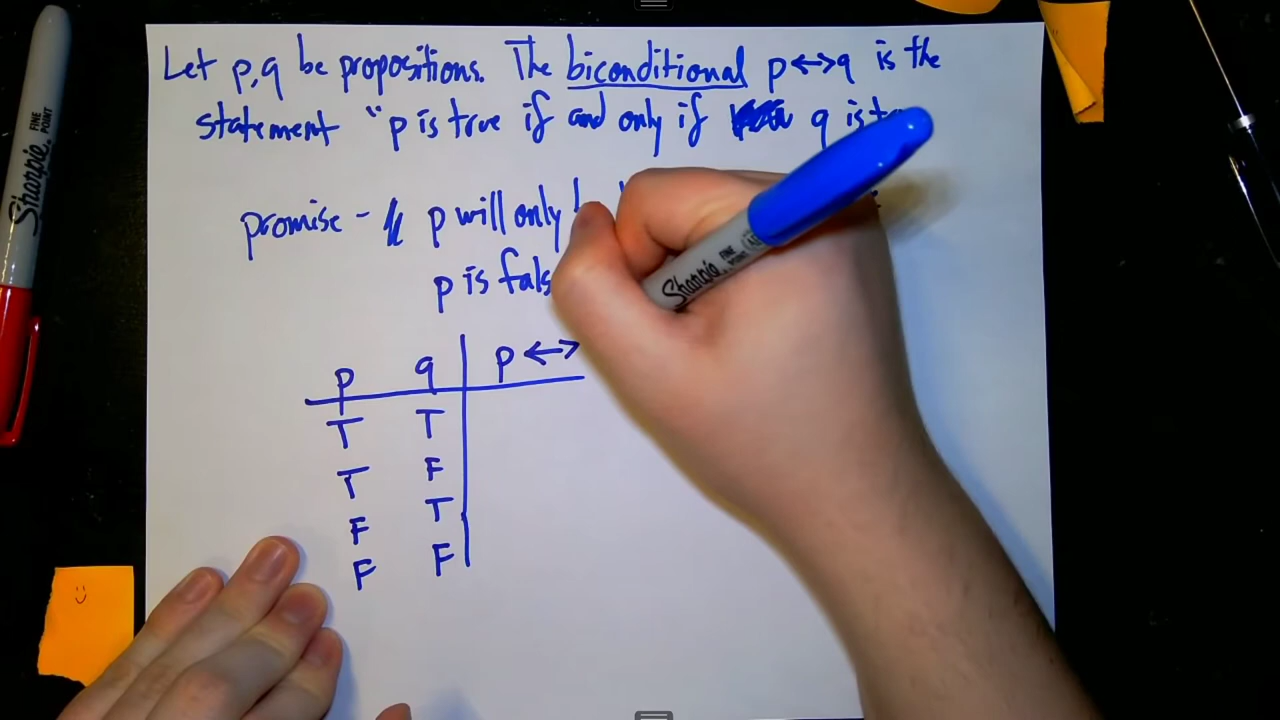 Let p,q be propositions. The biconditional p↔q is the
statement "p is true if and only if q is
promise - p will only
p is
p q p ↔
T T
T F
F T
F F
Sharpie FINE POINT
Sharpie FINE